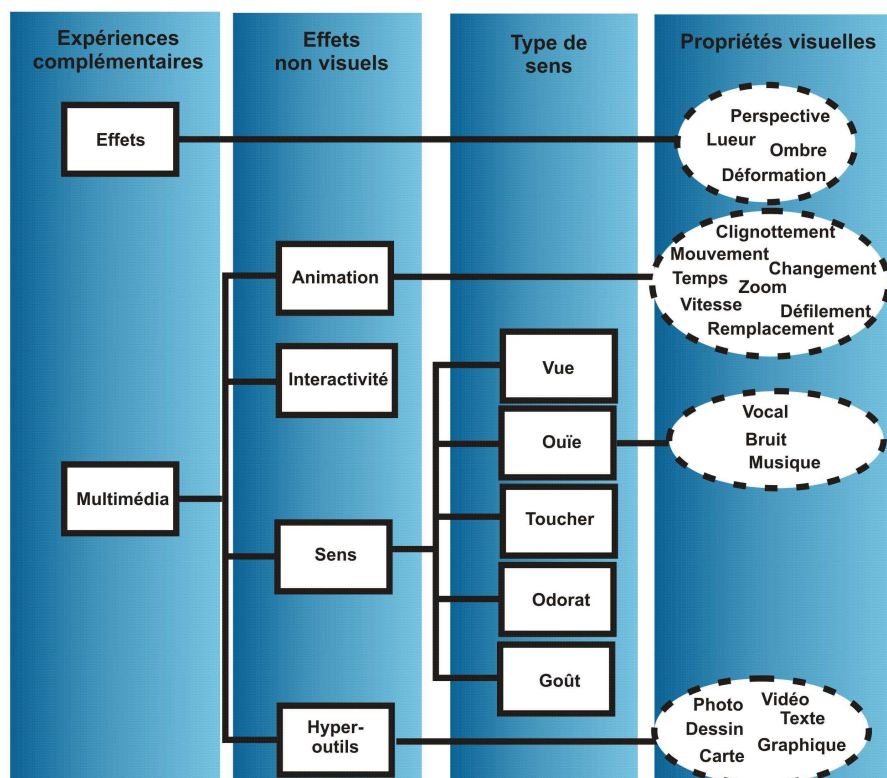 Expériences
complémentaires
Effets
non visuels
Type de
sens
Propriétés visuelles
Effets
Perspective
Lueur
Ombre
Déformation
Clignottement
Mouvement
Changement
Temps
Zoom
Vitesse
Défilement
Remplacement
Animation
Interactivité
Vue
Ouïe
Vocal
Bruit
Musique
Multimédia
Toucher
Sens
Odorat
Goût
Hyper-
outils
Photo
Vidéo
Texte
Dessin
Graphique
Carte